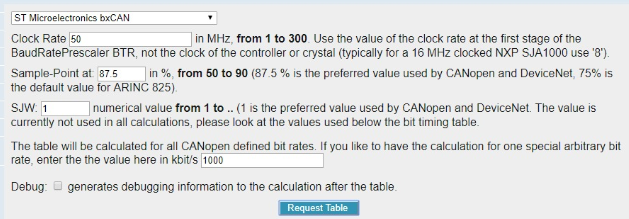 ST Microelectronics bxCAN
Clock Rate 50 in MHz, from 1 to 300. Use the value of the clock rate at the first stage of the
BaudRatePrescaler BTR, not the clock of the controller or crystal (typically for a 16 MHz clocked NXP SJA1000 use '8').
Sample-Point at: 87.5 in %, from 50 to 90 (87.5 % is the preferred value used by CANopen and DeviceNet, 75% is
the default value for ARINC 825).
SJW: 1 numerical value from 1 to .. (1 is the preferred value used by CANopen and DeviceNet. The value is
currently not used in all calculations, please look at the values used below the bit timing table.
The table will be calculated for all CANopen defined bit rates. If you like to have the calculation for one special arbitrary bit
rate, enter the the value here in kbit/s 1000
Debug: generates debugging information to the calculation after the table.
Request Table